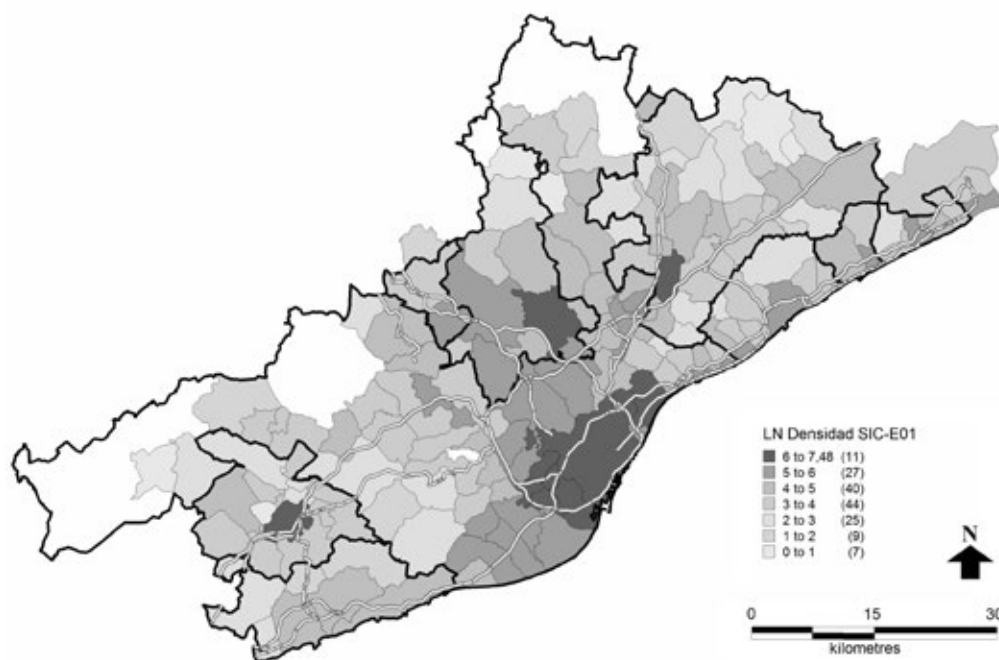 LN Densidad SIC-E01
6 to 7,48 (11)
5 to 6 (27)
4 to 5 (40)
3 to 4 (44)
2 to 3 (25)
1 to 2 (9)
0 to 1 (7)
N
0 15 30
kilometres